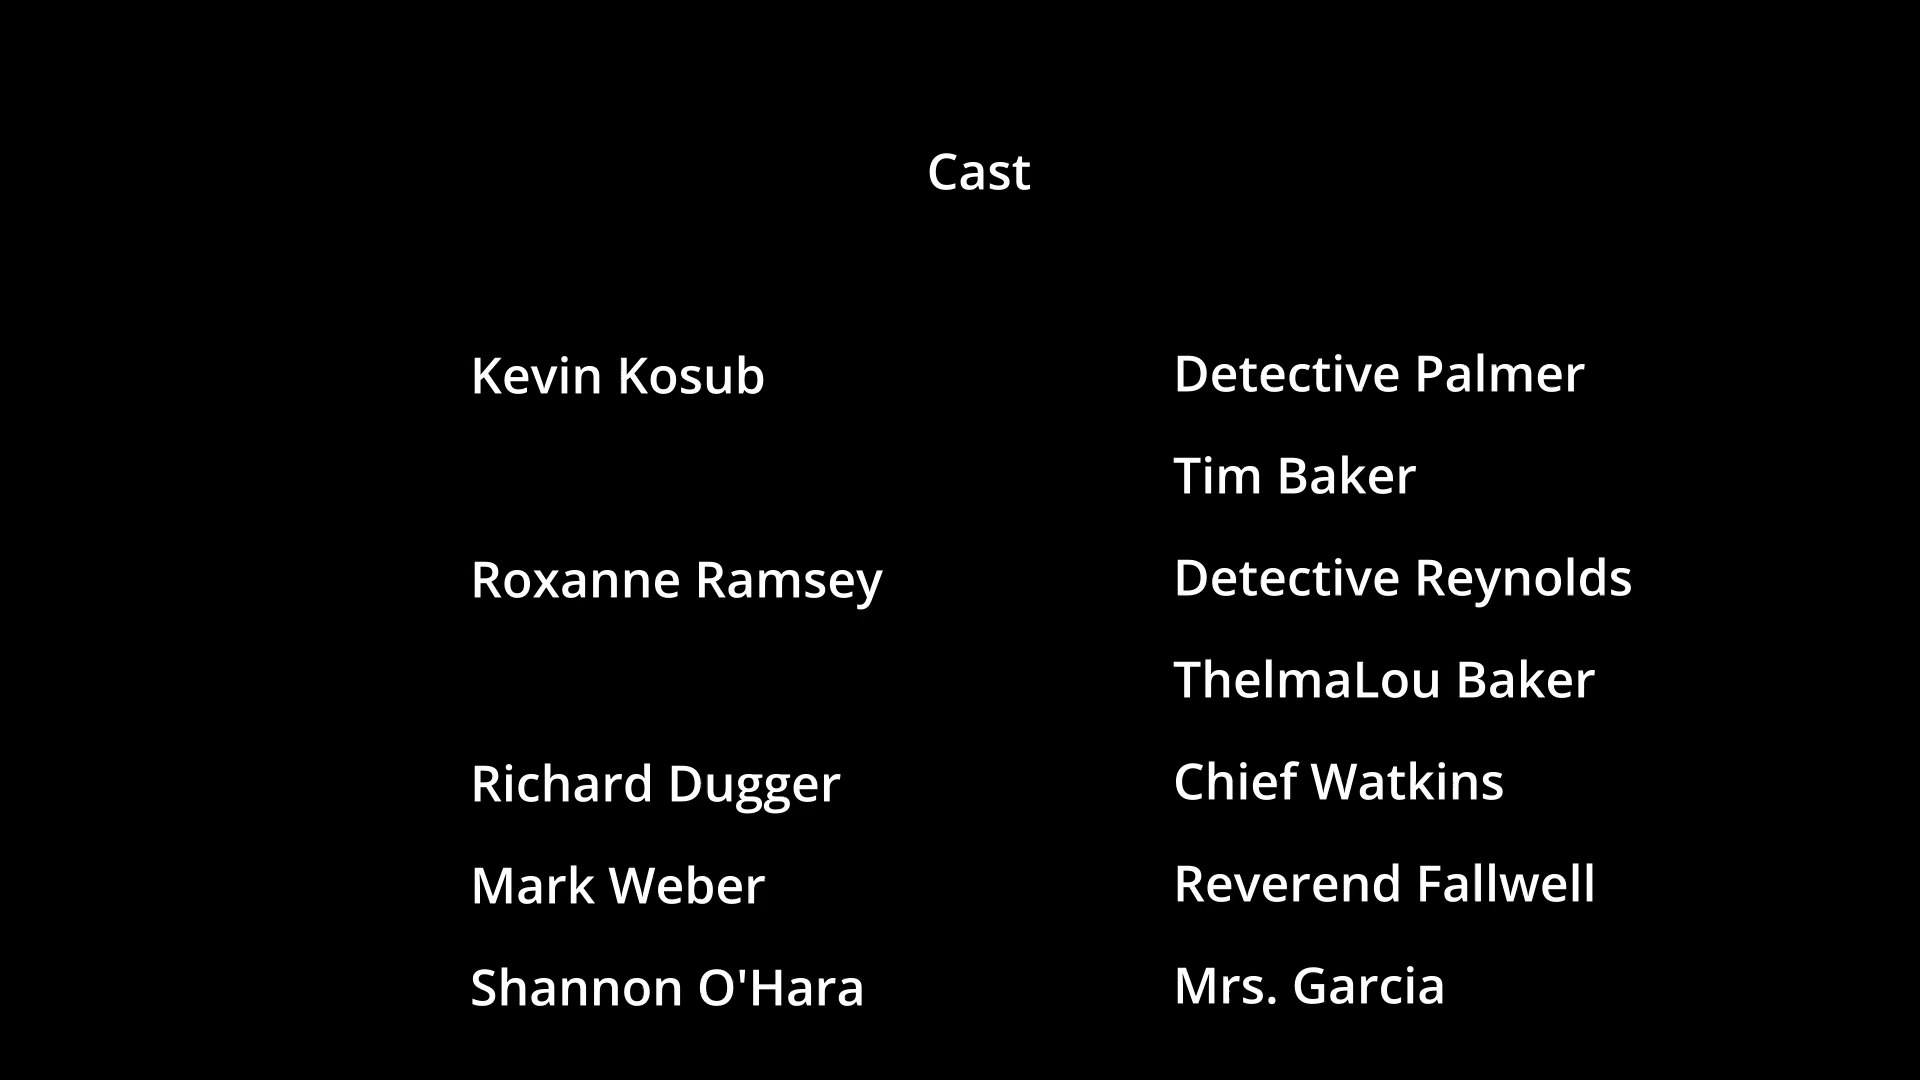 Cast
Kevin Kosub Detective Palmer
Tim Baker
Roxanne Ramsey Detective Reynolds
ThelmaLou Baker
Richard Dugger Chief Watkins
Mark Weber Reverend Fallwell
Shannon O'Hara Mrs. Garcia